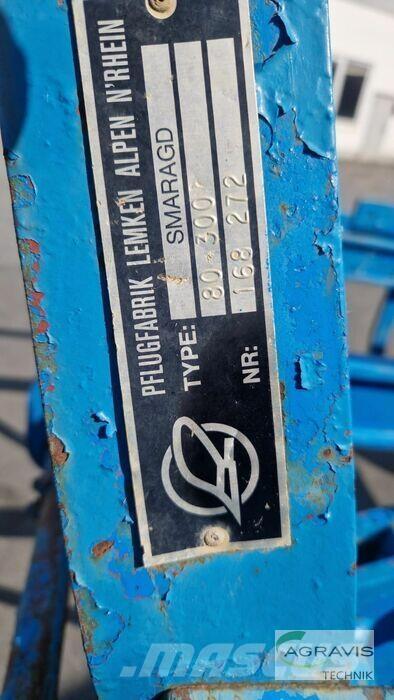 PFLUGFABRIK LEMKEN ALPEN N'RHEIN
SMARAGD
TYPE: 80-300
NR: 168 272
AGRAVIS
TECHNIK